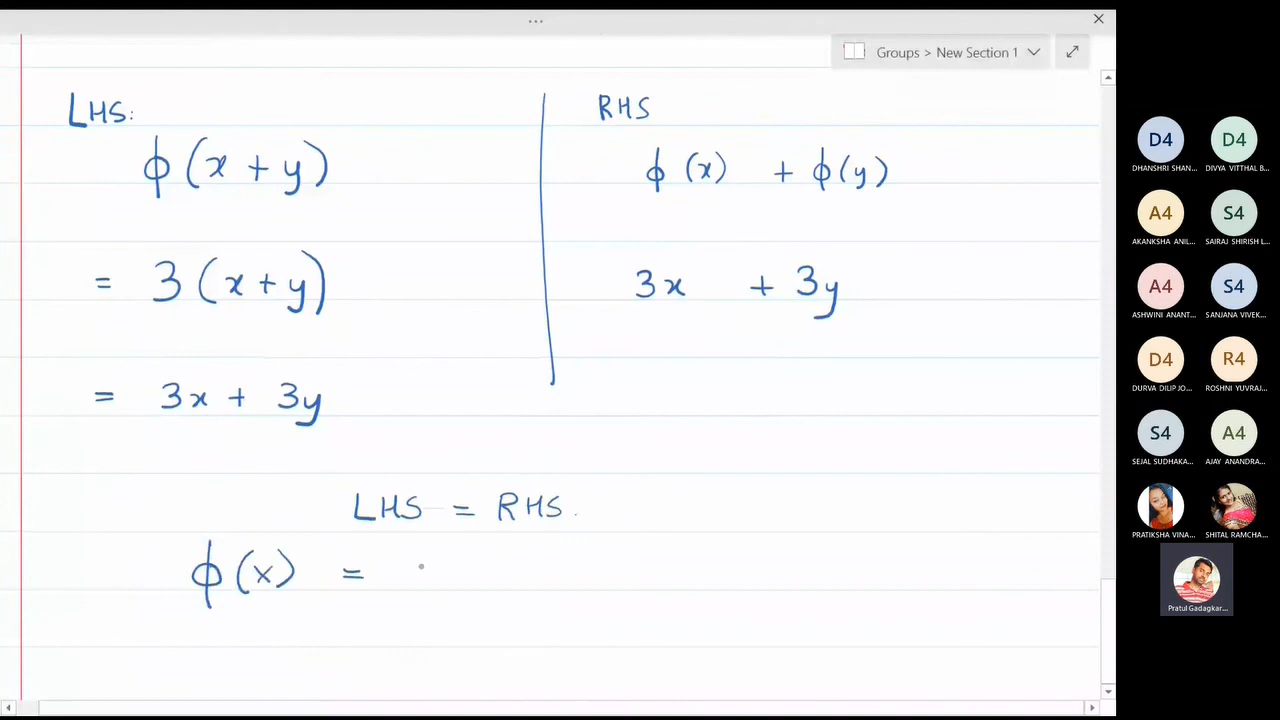 ...
Groups > New Section 1
LHS:
ϕ(x+y)
= 3(x+y)
= 3x + 3y
RHS
ϕ(x) + ϕ(y)
3x + 3y
LHS = RHS.
ϕ(x) =
D4
DHANSHRI SHAN...
D4
DIVYA VITTHAL B...
A4
AKANKSHA ANIL...
S4
SAIRAJ SHIRISH L...
A4
ASHWINI ANANT...
S4
SANJANA VIVEK...
D4
DURVA DILIP JO...
R4
ROSHNI YUVRAJ...
S4
SEJAL SUDHAKA...
A4
AJAY ANANDRA...
PRATIKSHA VINA...
SHITAL RAMCHA...
Pratul Gadagkar...